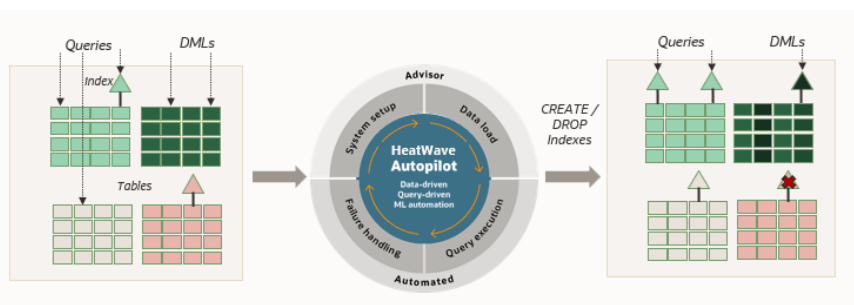 Queries
DMLs
Index
Tables
Advisor
System setup
Data load
HeatWave
Autopilot
Data-driven
Query-driven
ML automation
Failure handling
Query execution
Automated
CREATE /
DROP
Indexes
Queries
DMLs